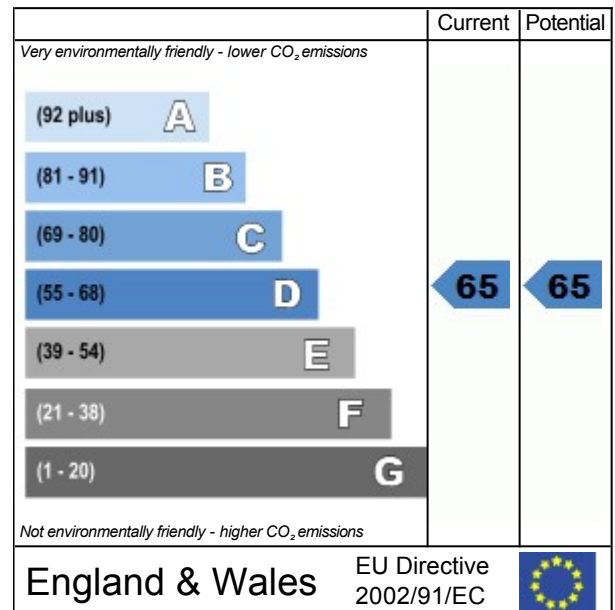 Current Potential
Very environmentally friendly - lower CO₂ emissions
(92 plus) A
(81 - 91) B
(69 - 80) C
(55 - 68) D
65 65
(39 - 54) E
(21 - 38) F
(1 - 20) G
Not environmentally friendly - higher CO₂ emissions
England & Wales
EU Directive
2002/91/EC